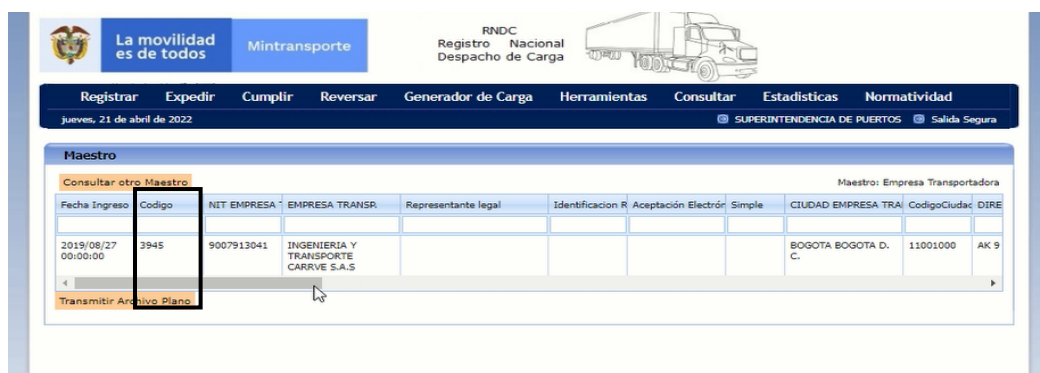 La movilidad
es de todos
Mintransporte
RNDC
Registro Nacional
Despacho de Carga
Registrar Expedir Cumplir Reversar Generador de Carga Herramientas Consultar Estadisticas Normatividad
jueves, 21 de abril de 2022 SUPERINTENDENCIA DE PUERTOS Salida Segura
Maestro
Consultar otro Maestro Maestro: Empresa Transportadora
Fecha Ingreso Codigo NIT EMPRESA T EMPRESA TRANSP. Representante legal Identificacion R Aceptación Electrór Simple CIUDAD EMPRESA TRA CodigoCiudad DIRE
2019/08/27 3945 9007913041 INGENIERIA Y BOGOTA BOGOTA D. 11001000 AK 9
00:00:00 TRANSPORTE C.
CARRVE S.A.S
Transmitir Archivo Plano